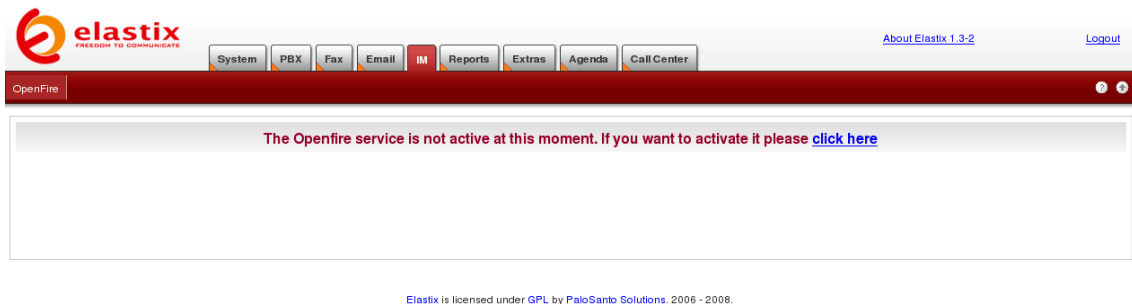 elastix
FREEDOM TO COMMUNICATE
About Elastix 1.3-2 Logout
System PBX Fax Email IM Reports Extras Agenda Call Center
OpenFire
The Openfire service is not active at this moment. If you want to activate it please click here
Elastix is licensed under GPL by PaloSanto Solutions. 2006 - 2008.